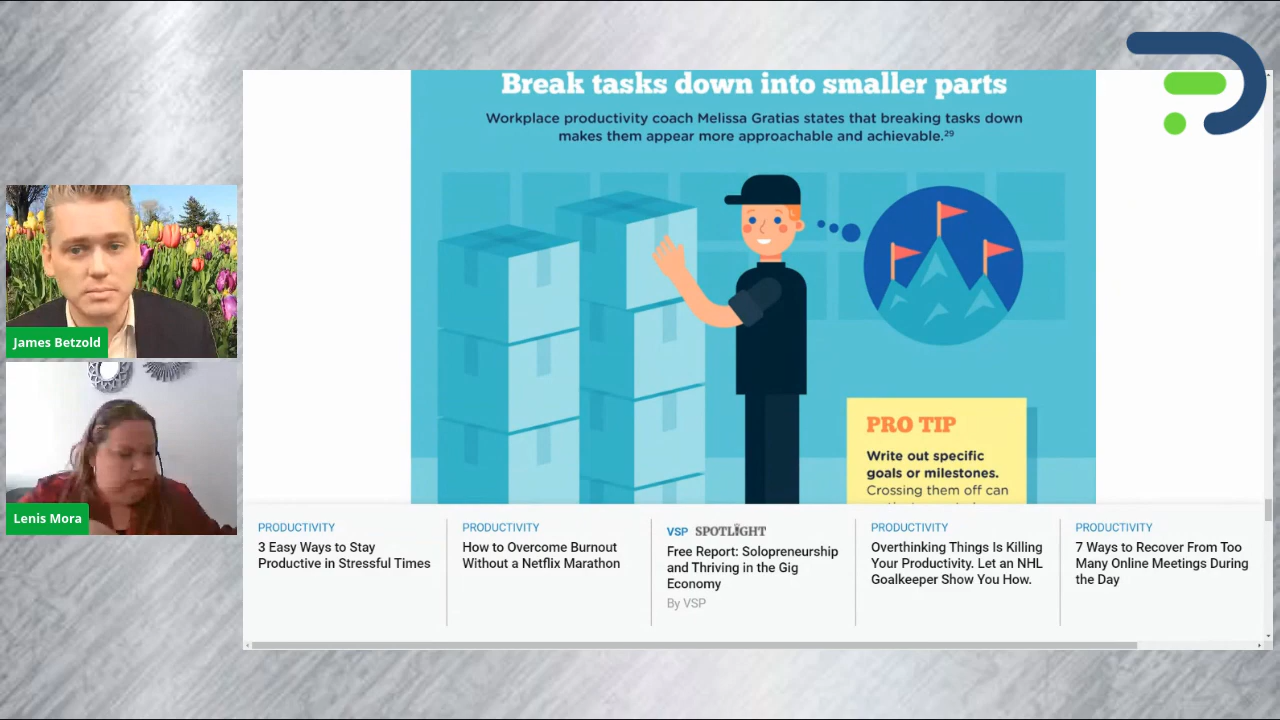 Break tasks down into smaller parts
Workplace productivity coach Melissa Gratias states that breaking tasks down
makes them appear more approachable and achievable.29
PRO TIP
Write out specific
goals or milestones.
Crossing them off can
James Betzold
Lenis Mora
PRODUCTIVITY
3 Easy Ways to Stay
Productive in Stressful Times
PRODUCTIVITY
How to Overcome Burnout
Without a Netflix Marathon
VSP SPOTLIGHT
Free Report: Solopreneurship
and Thriving in the Gig
Economy
By VSP
PRODUCTIVITY
Overthinking Things Is Killing
Your Productivity. Let an NHL
Goalkeeper Show You How.
PRODUCTIVITY
7 Ways to Recover From Too
Many Online Meetings During
the Day